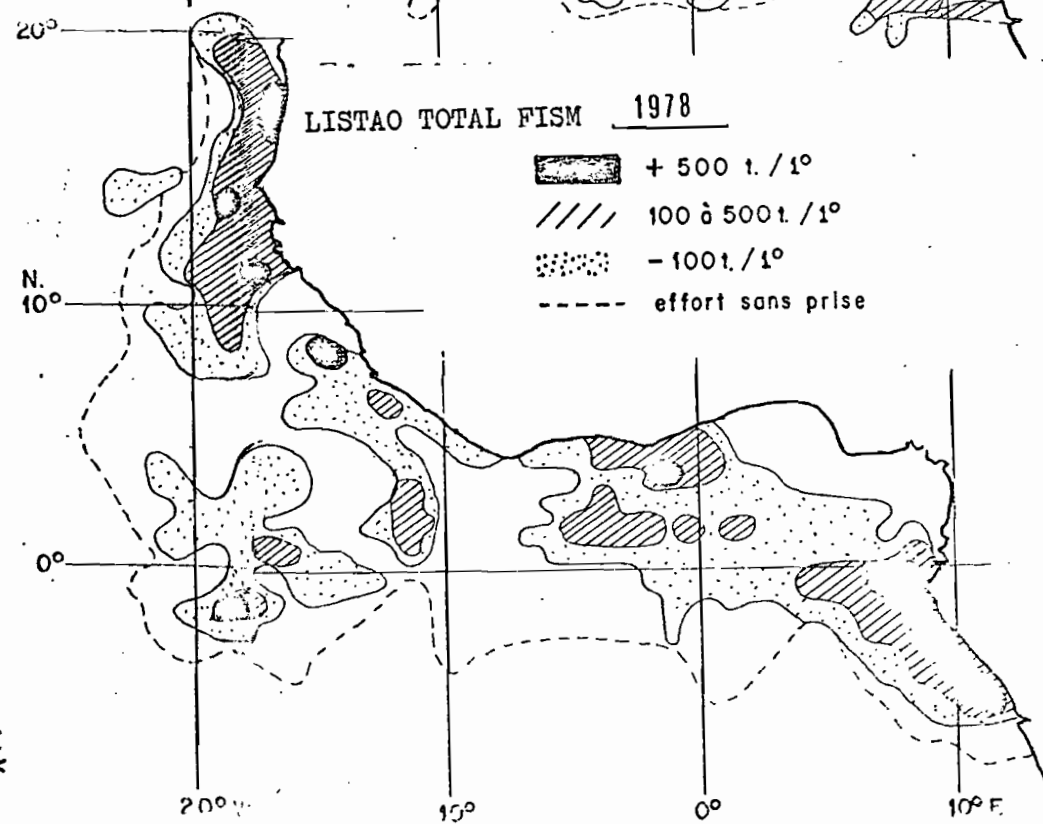 20°
LISTAO TOTAL FISM 1978
+ 500 t./1°
100 à 500 t./1°
- 100 t./1°
effort sans prise
N.
10°
0°
20° W.
10°
0°
10° E.